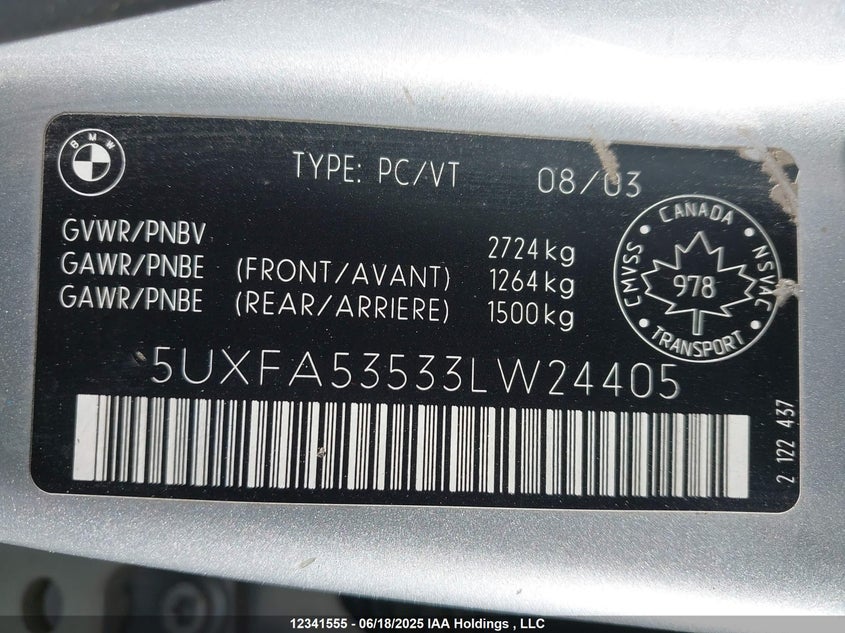 BMW
TYPE: PC/VT 08/03
GVWR/PNBV 2724kg
GAWR/PNBE (FRONT/AVANT) 1264kg
GAWR/PNBE (REAR/ARRIERE) 1500kg
CANADA
CMVSS
NSVAC
978
TRANSPORT
5UXFA53533LW24405
2 122 437
12341555 - 06/18/2025 IAA Holdings , LLC